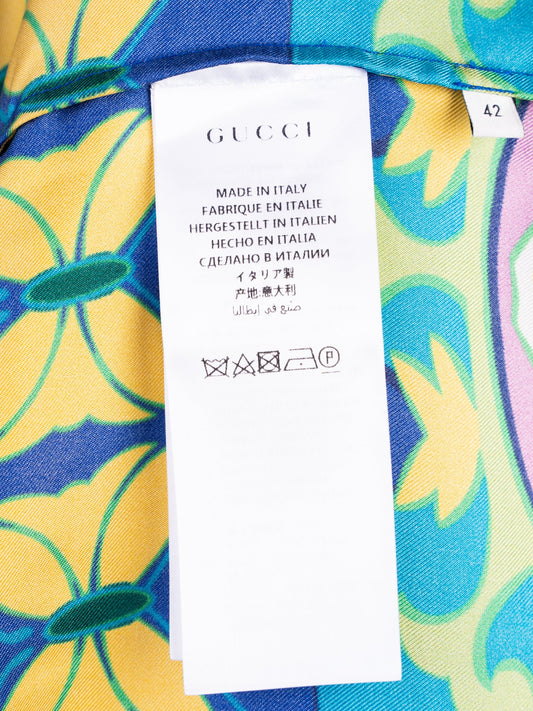 GUCCI
MADE IN ITALY
FABRIQUE EN ITALIE
HERGESTELLT IN ITALIEN
HECHO EN ITALIA
СДЕЛАНО В ИТАЛИИ
イタリア製
产地:意大利
صنع في إيطاليا
P
42